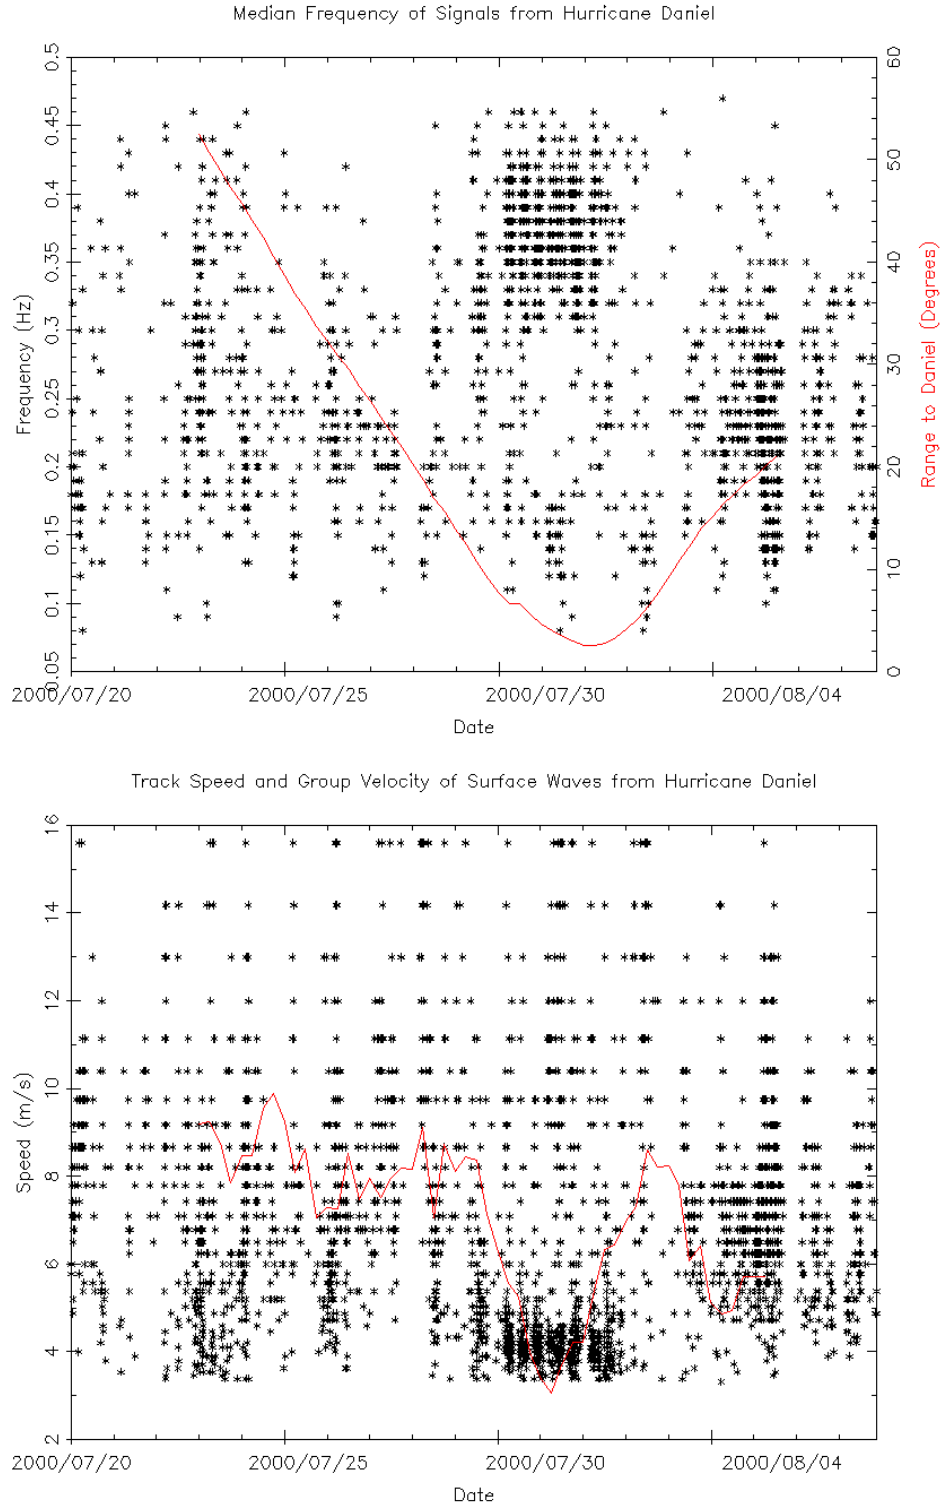 Median Frequency of Signals from Hurricane Daniel
0.5
0.45
0.4
0.35
0.3
0.25
0.2
0.15
0.1
0.05
Frequency (Hz)
60
50
40
30
20
10
0
Range to Daniel (Degrees)
2000/07/20 2000/07/25 2000/07/30 2000/08/04
Date
Track Speed and Group Velocity of Surface Waves from Hurricane Daniel
16
14
12
10
8
6
4
2
Speed (m/s)
2000/07/20 2000/07/25 2000/07/30 2000/08/04
Date